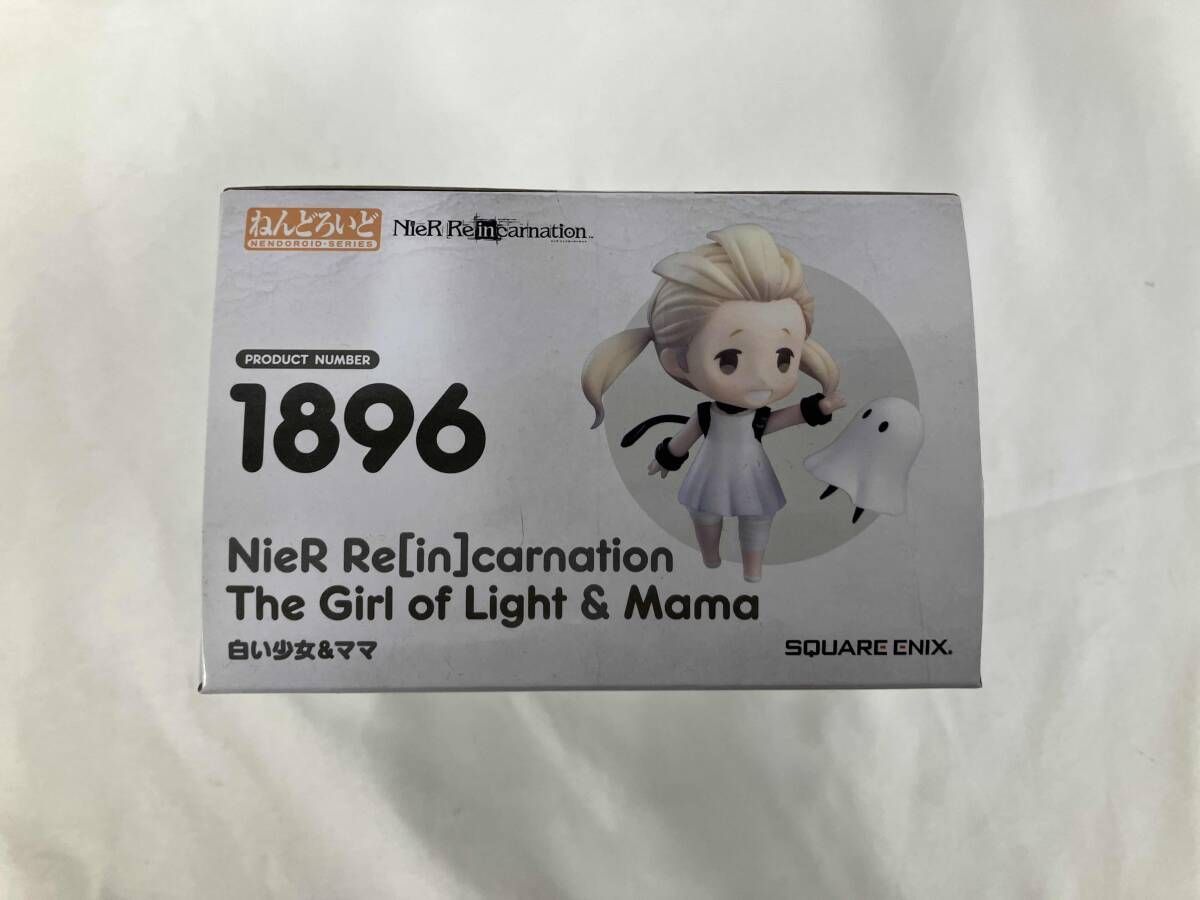 ねんどろいど
NENDOROID·SERIES
NieR Re[in]carnation™
PRODUCT NUMBER
1896
NieR Re[in]carnation
The Girl of Light & Mama
白い少女&ママ
SQUARE ENIX.